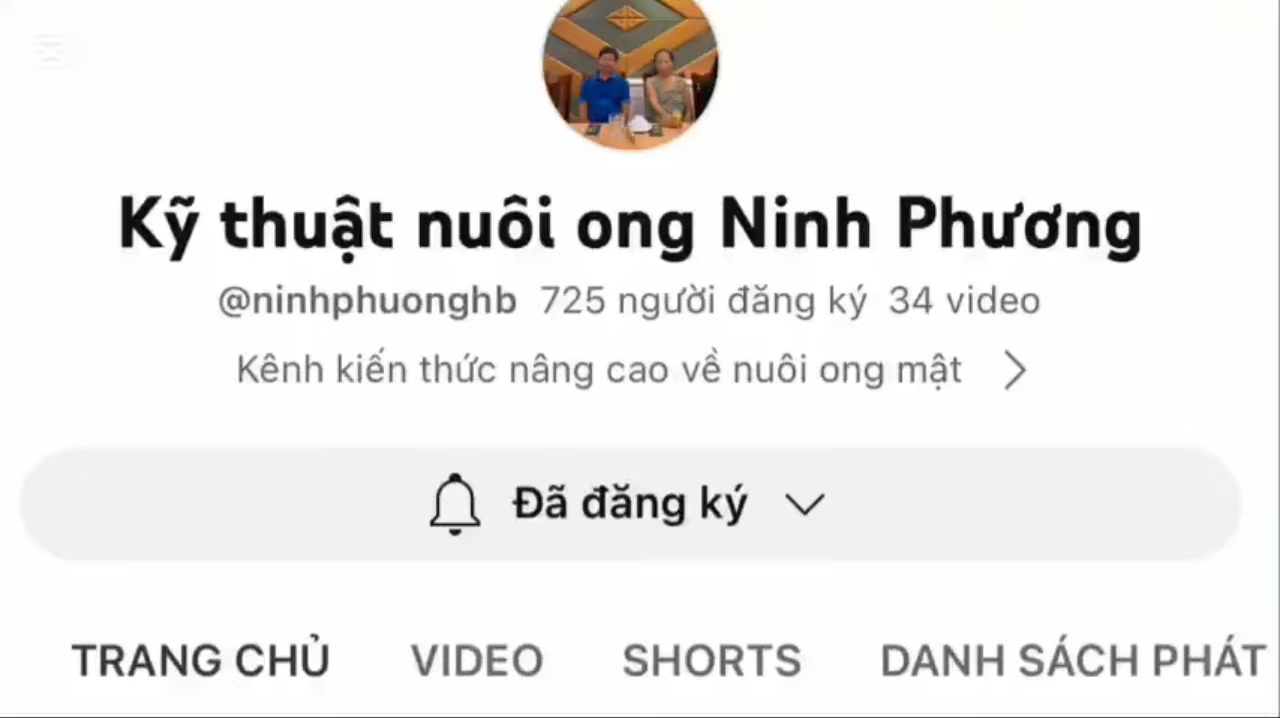 Kỹ thuật nuôi ong Ninh Phương
@ninhphuonghb 725 người đăng ký 34 video
Kênh kiến thức nâng cao về nuôi ong mật
Đã đăng ký
TRANG CHỦ VIDEO SHORTS DANH SÁCH PHÁT